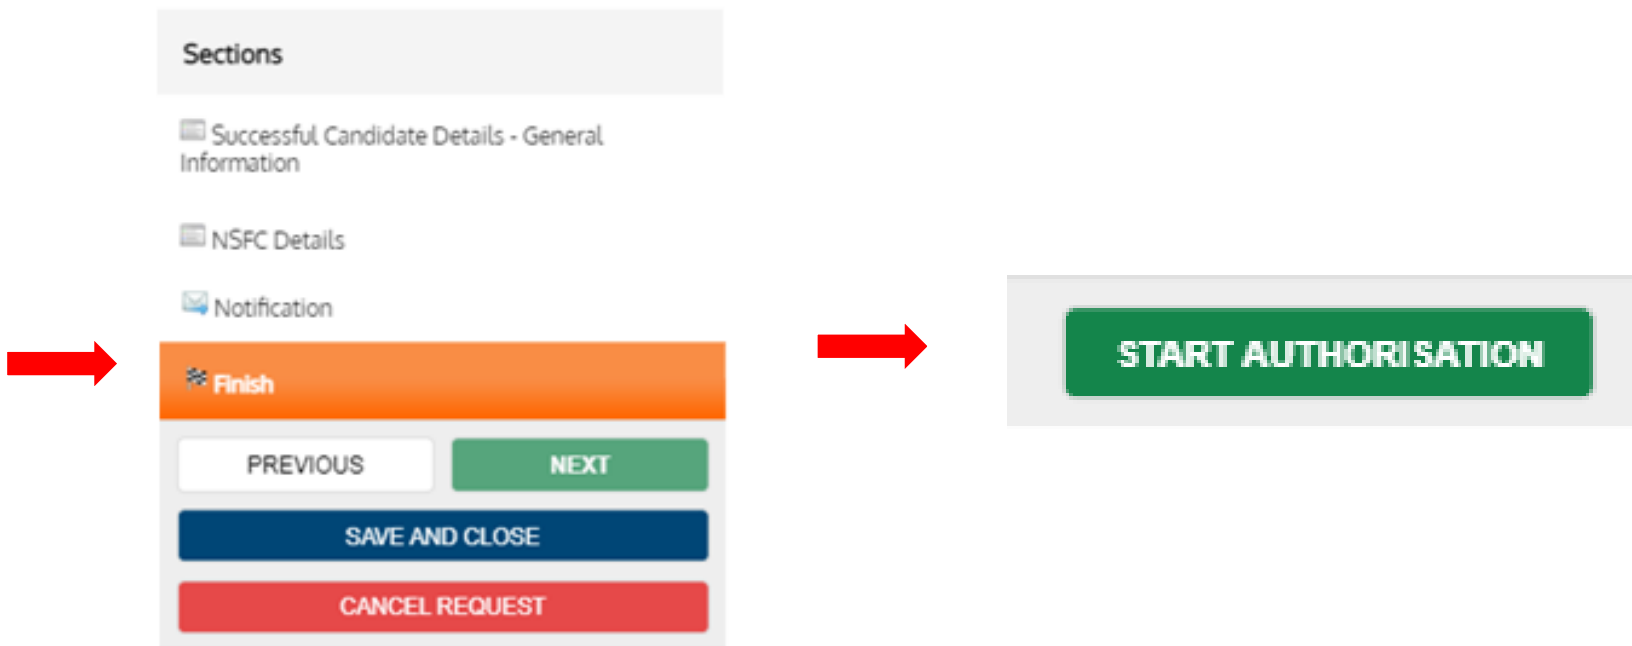 Sections
Successful Candidate Details - General
Information
NSFC Details
Notification
Finish
PREVIOUS
NEXT
SAVE AND CLOSE
CANCEL REQUEST
START AUTHORISATION